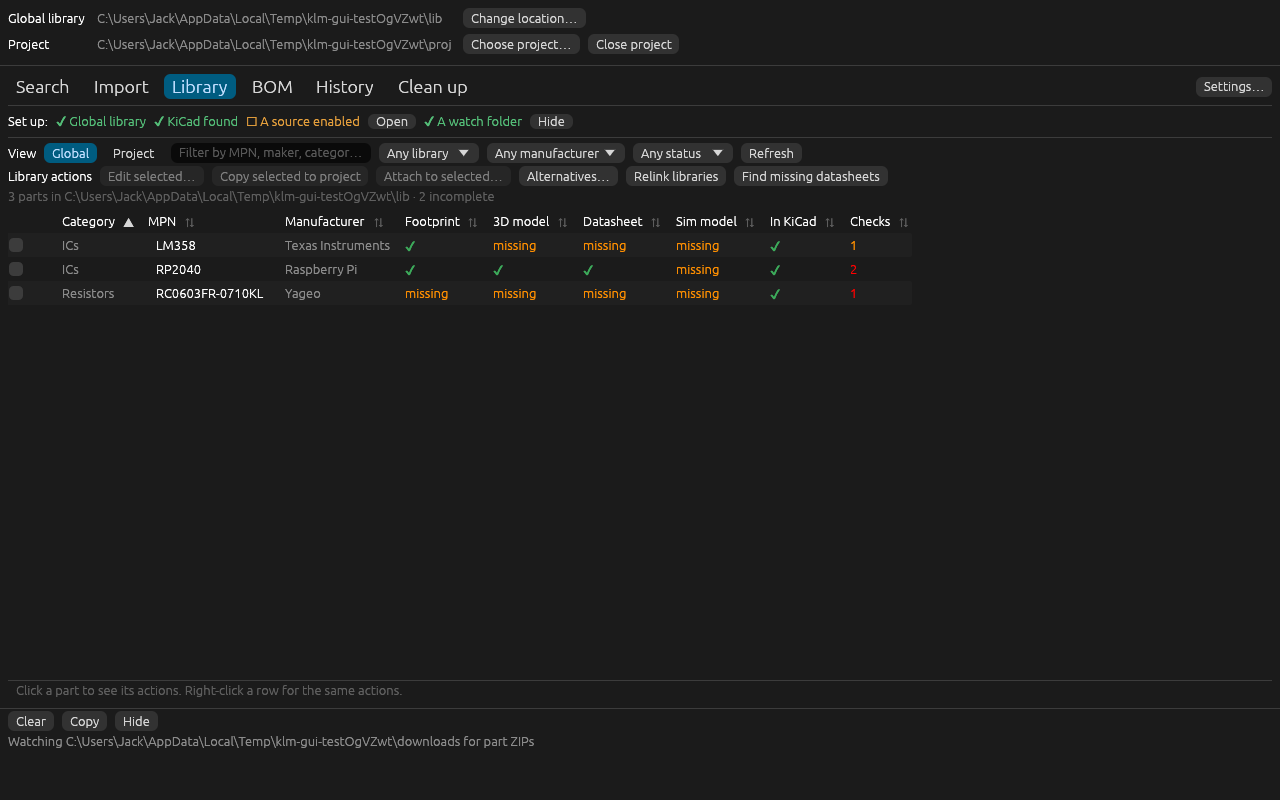 Global library C:\Users\Jack\AppData\Local\Temp\klm-gui-testOgVZwt\lib Change location…
Project C:\Users\Jack\AppData\Local\Temp\klm-gui-testOgVZwt\proj Choose project… Close project
Search Import Library BOM History Clean up Settings…
Set up: ✔ Global library ✔ KiCad found ☐ A source enabled Open ✔ A watch folder Hide
View Global Project Filter by MPN, maker, categor… Any library ▼ Any manufacturer ▼ Any status ▼ Refresh
Library actions Edit selected… Copy selected to project Attach to selected… Alternatives… Relink libraries Find missing datasheets
3 parts in C:\Users\Jack\AppData\Local\Temp\klm-gui-testOgVZwt\lib · 2 incomplete
Category ▲ MPN ⇅ Manufacturer ⇅ Footprint ⇅ 3D model ⇅ Datasheet ⇅ Sim model ⇅ In KiCad ⇅ Checks ⇅
ICs LM358 Texas Instruments ✔ missing missing missing ✔ 1
ICs RP2040 Raspberry Pi ✔ ✔ ✔ missing ✔ 2
Resistors RC0603FR-0710KL Yageo missing missing missing missing ✔ 1
Click a part to see its actions. Right-click a row for the same actions.
Clear Copy Hide
Watching C:\Users\Jack\AppData\Local\Temp\klm-gui-testOgVZwt\downloads for part ZIPs